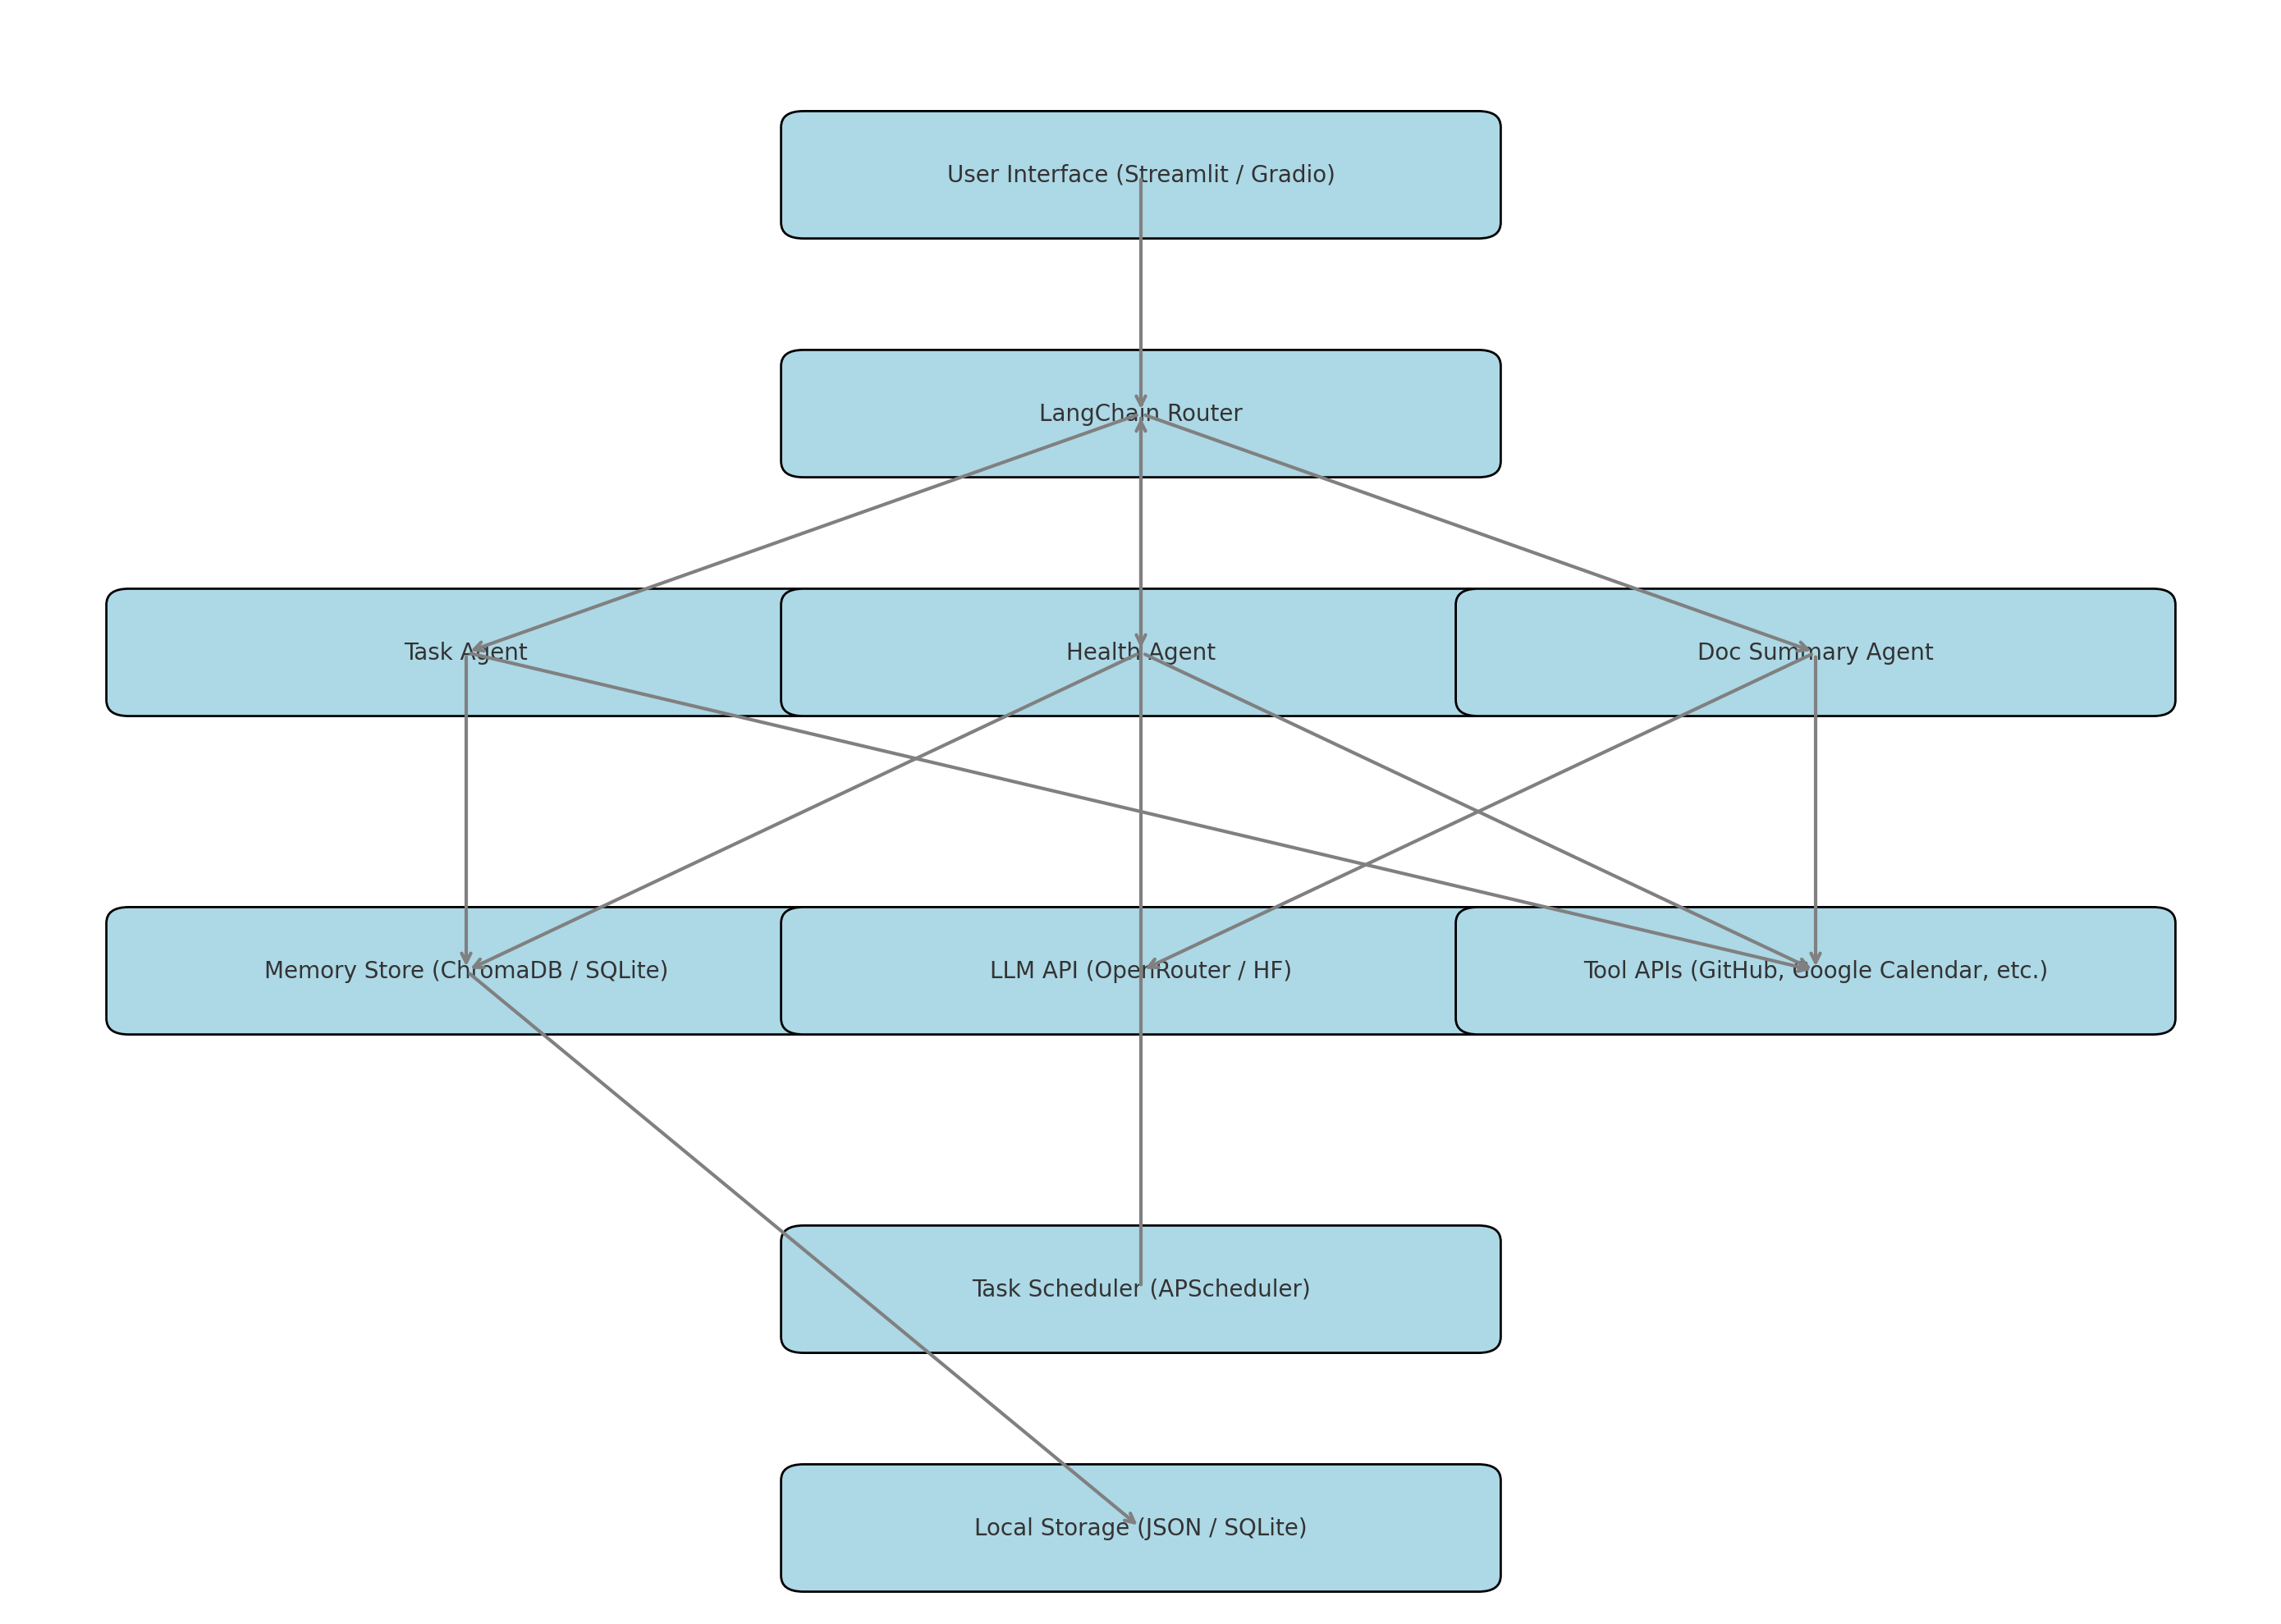 User Interface (Streamlit / Gradio)
LangChain Router
Task Agent
Health Agent
Doc Summary Agent
Memory Store (ChromaDB / SQLite)
LLM API (OpenRouter / HF)
Tool APIs (GitHub, Google Calendar, etc.)
Task Scheduler (APScheduler)
Local Storage (JSON / SQLite)